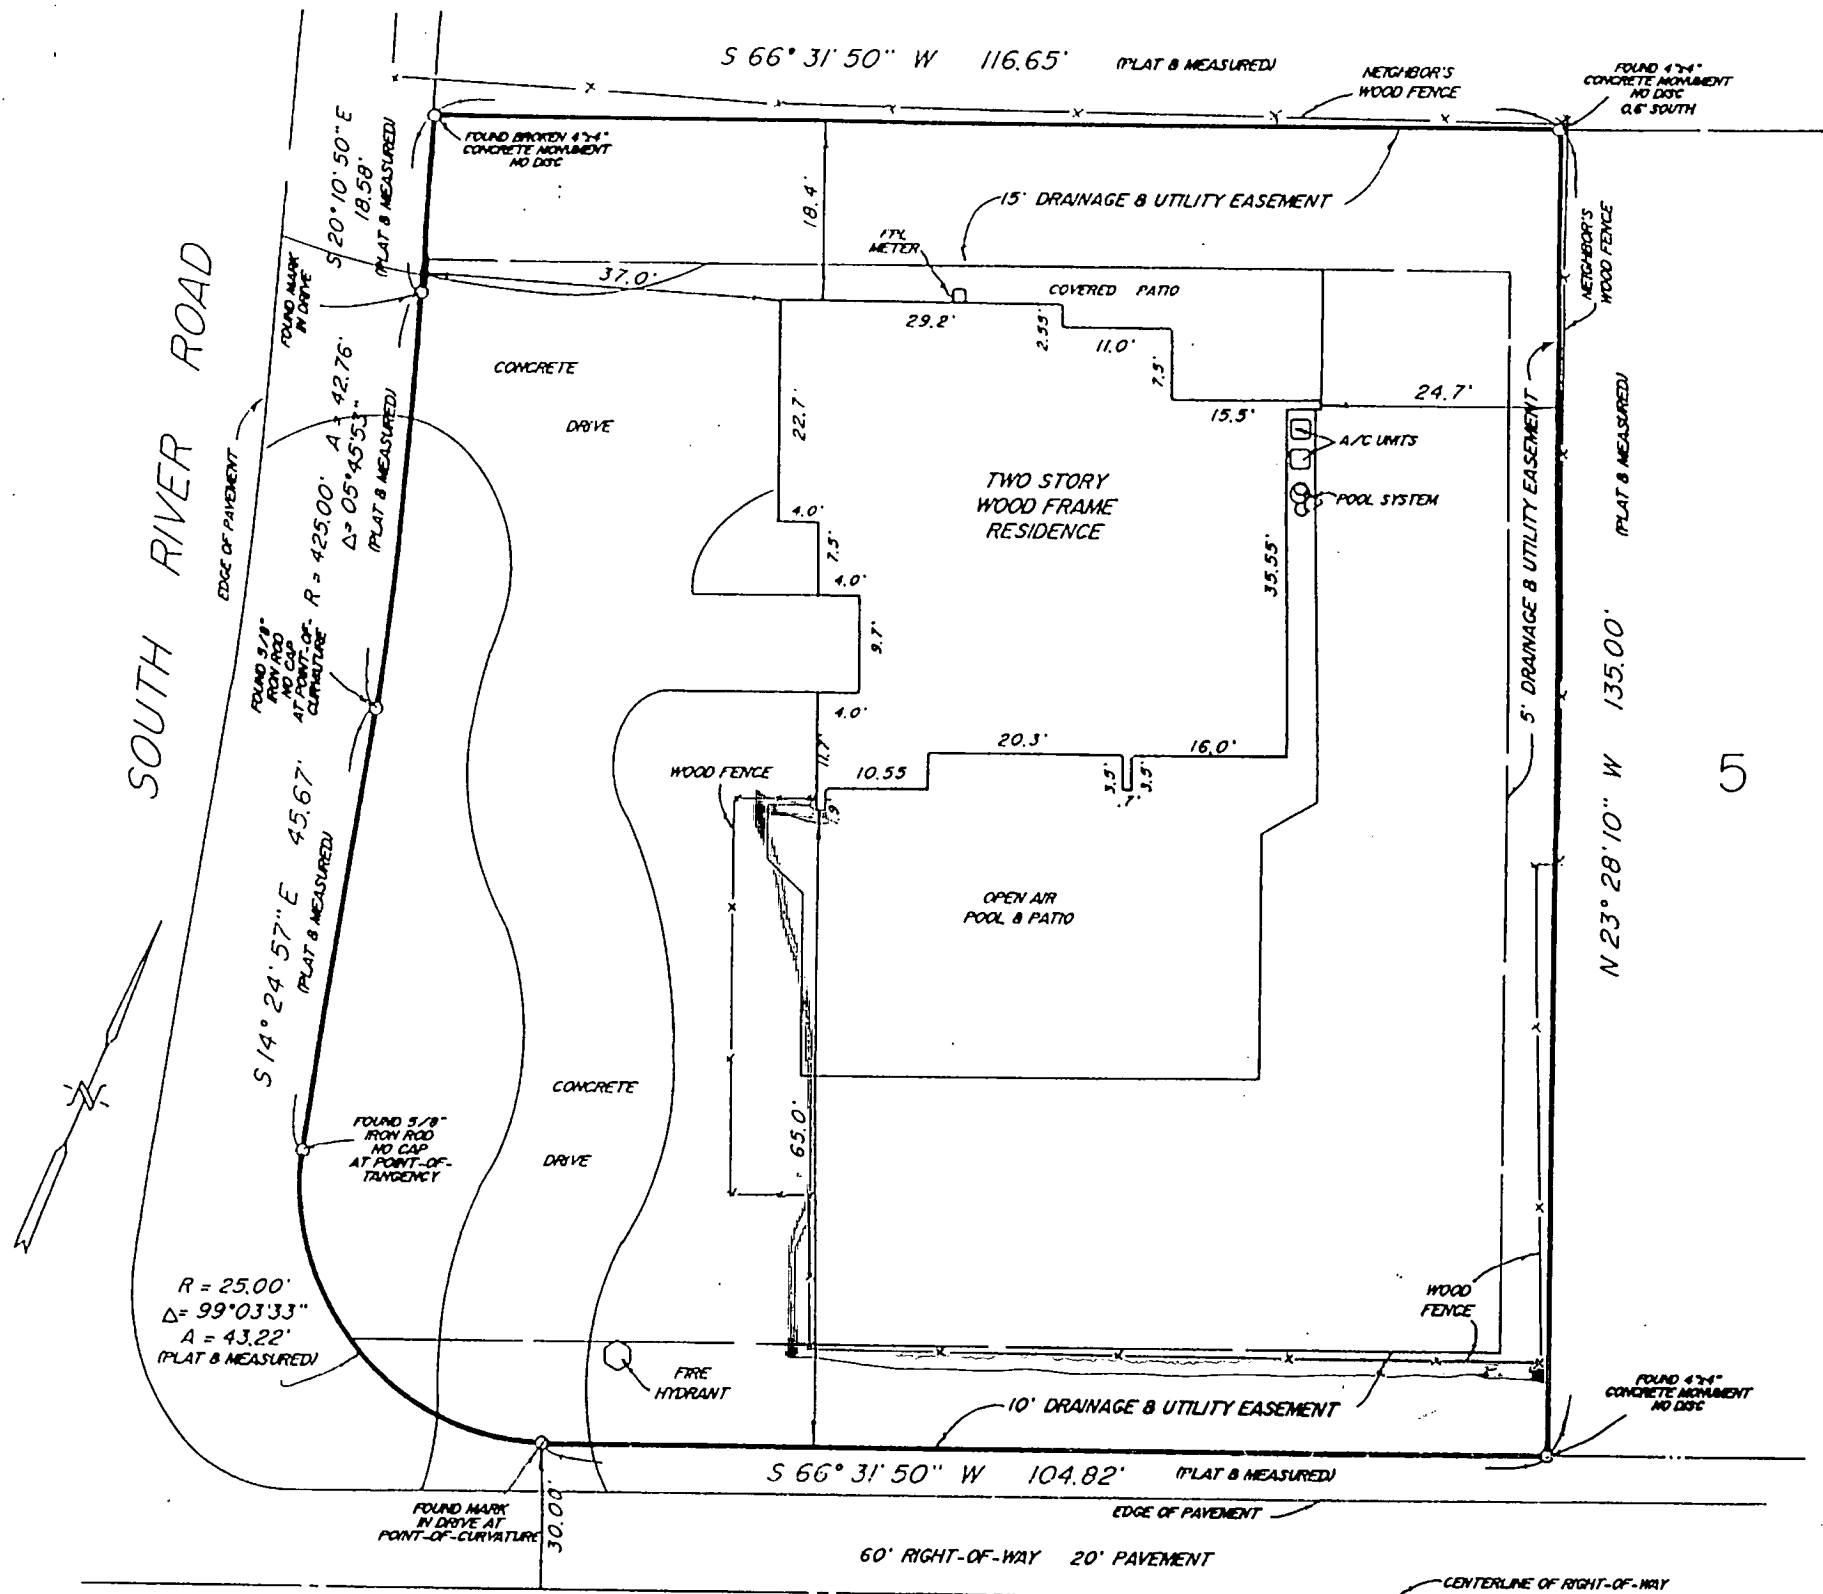 S 66° 31' 50" W 116.65' (PLAT & MEASURED)
NEIGHBOR'S
WOOD FENCE
FOUND 4"x4"
CONCRETE MONUMENT
NO DISC
0.6' SOUTH
FOUND BROKEN 4"x4"
CONCRETE MONUMENT
NO DISC
S 20° 10' 50" E
18.58'
(PLAT & MEASURED)
18.4'
15' DRAINAGE & UTILITY EASEMENT
FPL
METER
NEIGHBOR'S
WOOD FENCE
FOUND MARK
IN DRIVE
37.0'
COVERED PATIO
29.2'
2.55'
11.0'
7.5'
15.5'
24.7'
SOUTH RIVER ROAD
EDGE OF PAVEMENT
CONCRETE
DRIVE
22.7'
R = 425.00' A = 42.76'
Δ= 05°45'53"
(PLAT & MEASURED)
A/C UNITS
POOL SYSTEM
TWO STORY
WOOD FRAME
RESIDENCE
4.0'
7.5'
4.0'
9.7'
4.0'
11.7'
35.55'
5' DRAINAGE & UTILITY EASEMENT
N 23° 28' 10" W 135.00' (PLAT & MEASURED)
5
FOUND 5/8"
IRON ROD
NO CAP
AT POINT-OF-
CURVATURE
WOOD FENCE
10.55
20.3'
3.5'
.7'
3.5'
16.0'
.9'
S 14° 24' 57" E 45.67'
(PLAT & MEASURED)
OPEN AIR
POOL & PATIO
N
CONCRETE
DRIVE
65.0'
FOUND 5/8"
IRON ROD
NO CAP
AT POINT-OF-
TANGENCY
R = 25.00'
Δ= 99°03'33"
A = 43.22'
(PLAT & MEASURED)
WOOD
FENCE
FIRE
HYDRANT
10' DRAINAGE & UTILITY EASEMENT
FOUND 4"x4"
CONCRETE MONUMENT
NO DISC
S 66° 31' 50" W 104.82' (PLAT & MEASURED)
FOUND MARK
IN DRIVE AT
POINT-OF-CURVATURE
30.00'
EDGE OF PAVEMENT
60' RIGHT-OF-WAY 20' PAVEMENT
CENTERLINE OF RIGHT-OF-WAY